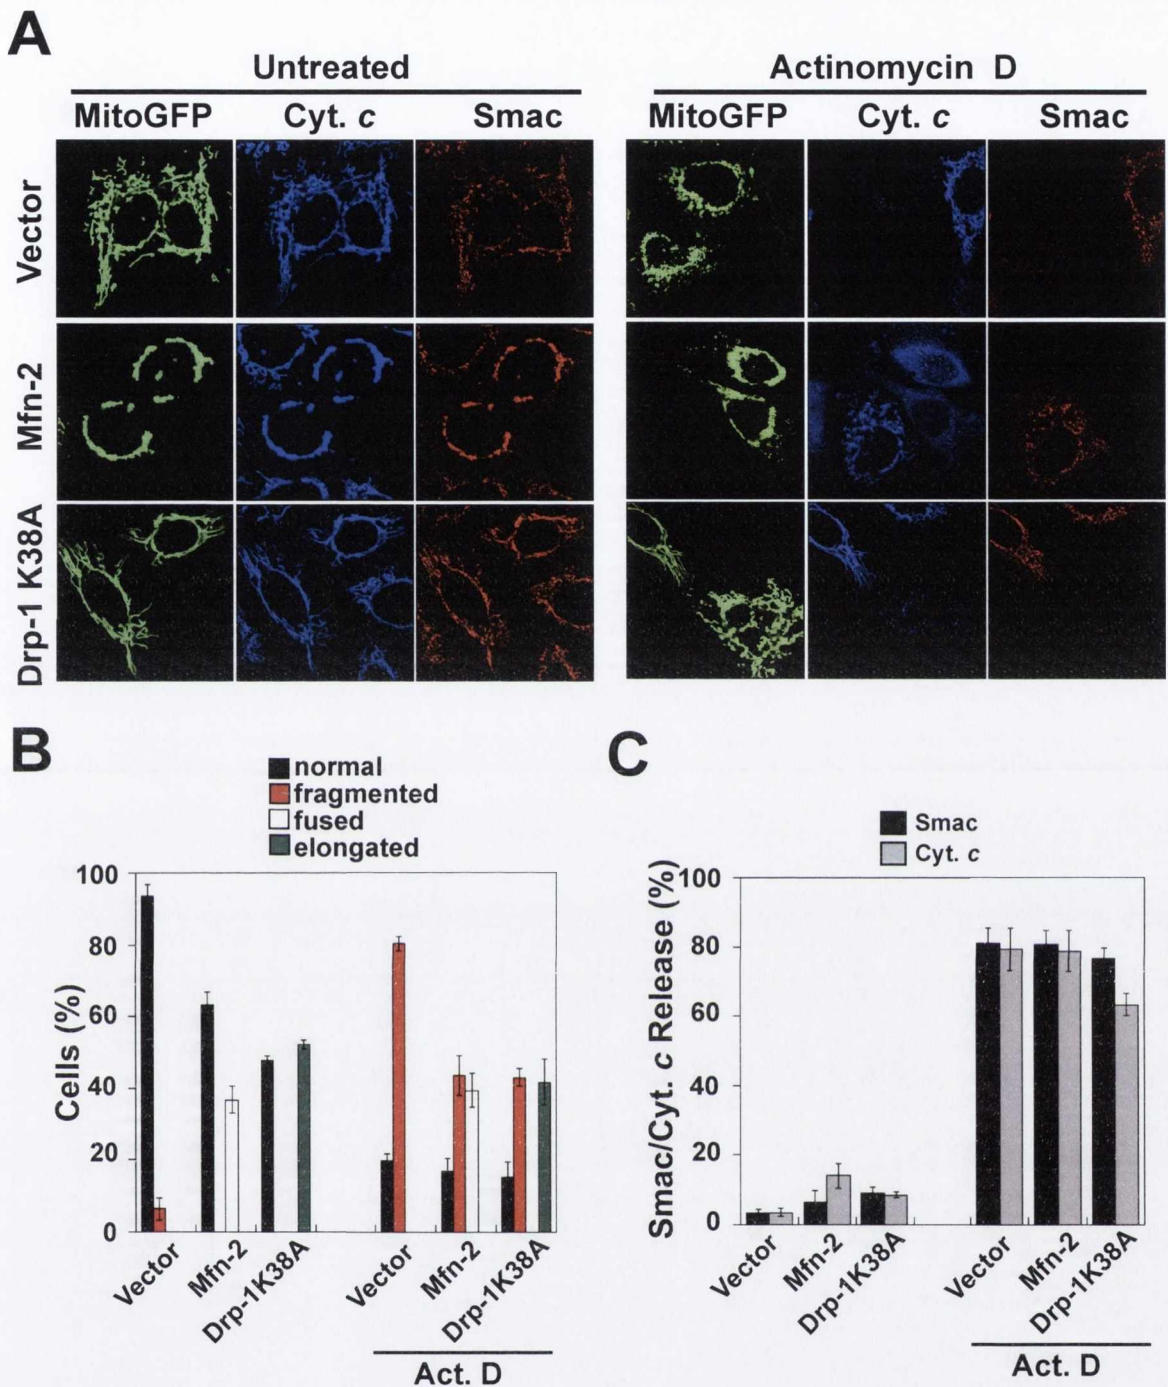 A
Untreated
Actinomycin D
MitoGFP Cyt. c Smac
MitoGFP Cyt. c Smac
Vector
Mfn-2
Drp-1 K38A
B
normal
fragmented
fused
elongated
Cells (%)
100
80
60
40
20
0
Vector
Mfn-2
Drp-1K38A
Vector
Mfn-2
Drp-1K38A
Act. D
C
Smac
Cyt. c
Smac/Cyt. c Release (%)
100
80
60
40
20
0
Vector
Mfn-2
Drp-1K38A
Vector
Mfn-2
Drp-1K38A
Act. D